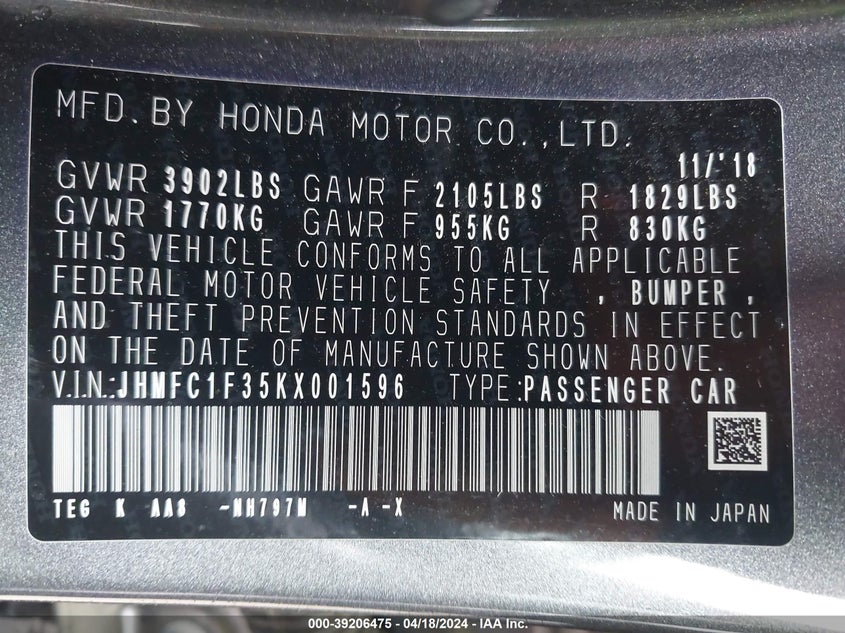 MFD. BY HONDA MOTOR CO., LTD.
11/'18
GVWR 3902LBS GAWR F 2105LBS R 1829LBS
GVWR 1770KG GAWR F 955KG R 830KG
THIS VEHICLE CONFORMS TO ALL APPLICABLE
FEDERAL MOTOR VEHICLE SAFETY , BUMPER ,
AND THEFT PREVENTION STANDARDS IN EFFECT
ON THE DATE OF MANUFACTURE SHOWN ABOVE.
V.I.N.:JHMFC1F35KX001596 TYPE:PASSENGER CAR
TEG K AA8 -NH797M -A -X MADE IN JAPAN
000-39206475 - 04/18/2024 - IAA Inc.